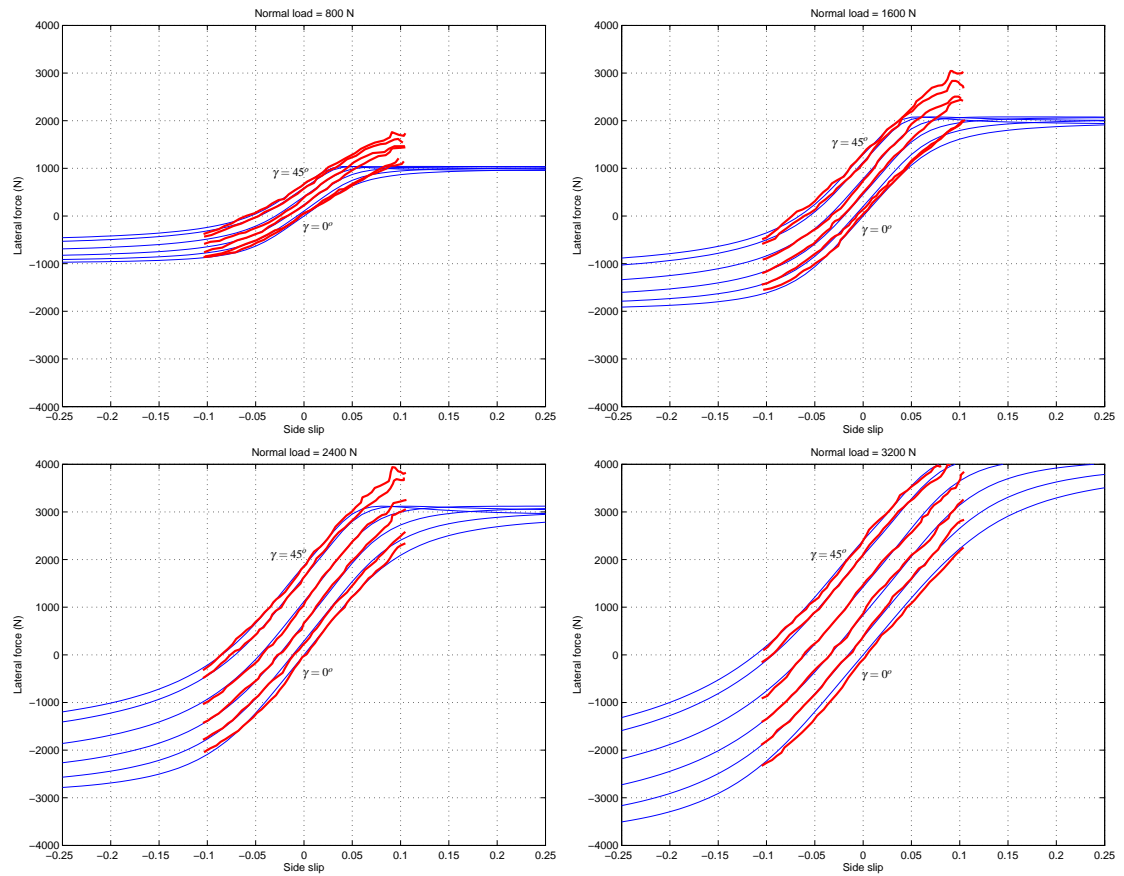 Normal load = 800 N
4000
3000
2000
1000
0
−1000
−2000
−3000
−4000
Lateral force (N)
γ = 45°
γ = 0°
−0.25 −0.2 −0.15 −0.1 −0.05 0 0.05 0.1 0.15 0.2 0.25
Side slip
Normal load = 1600 N
4000
3000
2000
1000
0
−1000
−2000
−3000
−4000
Lateral force (N)
γ = 45°
γ = 0°
−0.25 −0.2 −0.15 −0.1 −0.05 0 0.05 0.1 0.15 0.2 0.25
Side slip
Normal load = 2400 N
4000
3000
2000
1000
0
−1000
−2000
−3000
−4000
Lateral force (N)
γ = 45°
γ = 0°
−0.25 −0.2 −0.15 −0.1 −0.05 0 0.05 0.1 0.15 0.2 0.25
Side slip
Normal load = 3200 N
4000
3000
2000
1000
0
−1000
−2000
−3000
−4000
Lateral force (N)
γ = 45°
γ = 0°
−0.25 −0.2 −0.15 −0.1 −0.05 0 0.05 0.1 0.15 0.2 0.25
Side slip